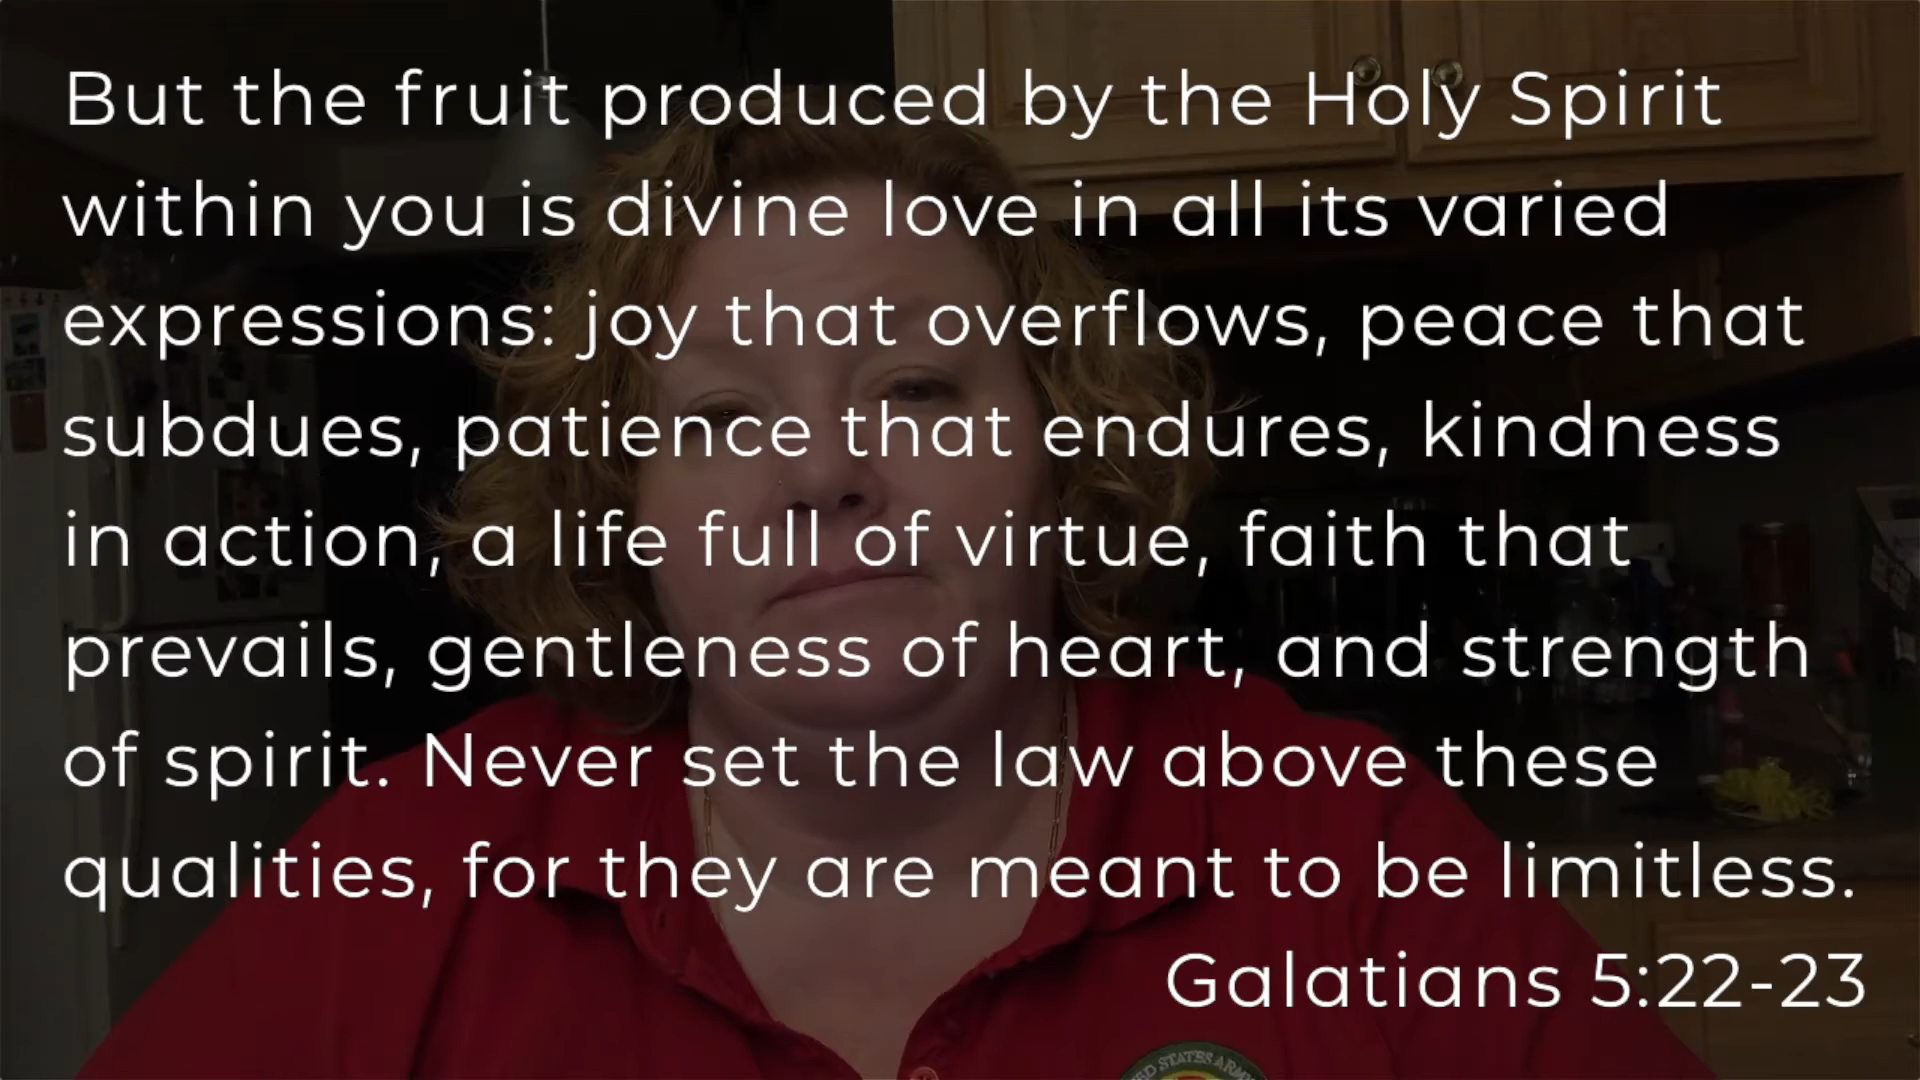 But the fruit produced by the Holy Spirit
within you is divine love in all its varied
expressions: joy that overflows, peace that
subdues, patience that endures, kindness
in action, a life full of virtue, faith that
prevails, gentleness of heart, and strength
of spirit. Never set the law above these
qualities, for they are meant to be limitless.
Galatians 5:22-23
STATES ARMY